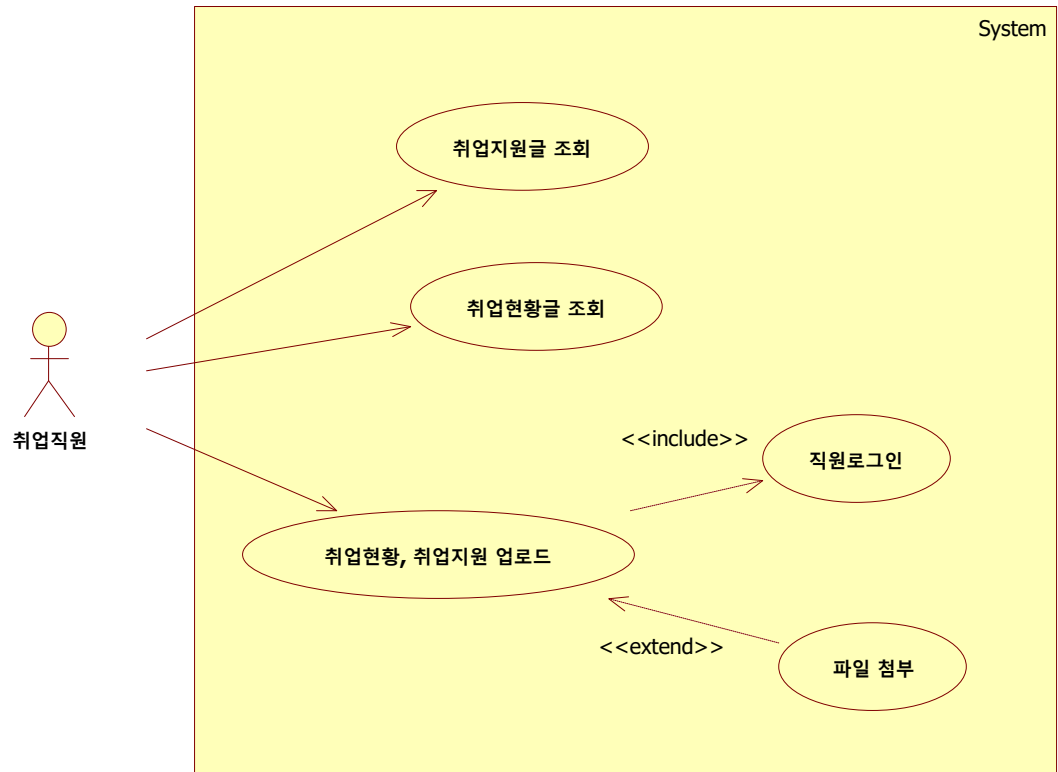 System
취업지원글 조회
취업현황글 조회
취업직원
<<include>>
직원로그인
취업현황, 취업지원 업로드
<<extend>>
파일 첨부